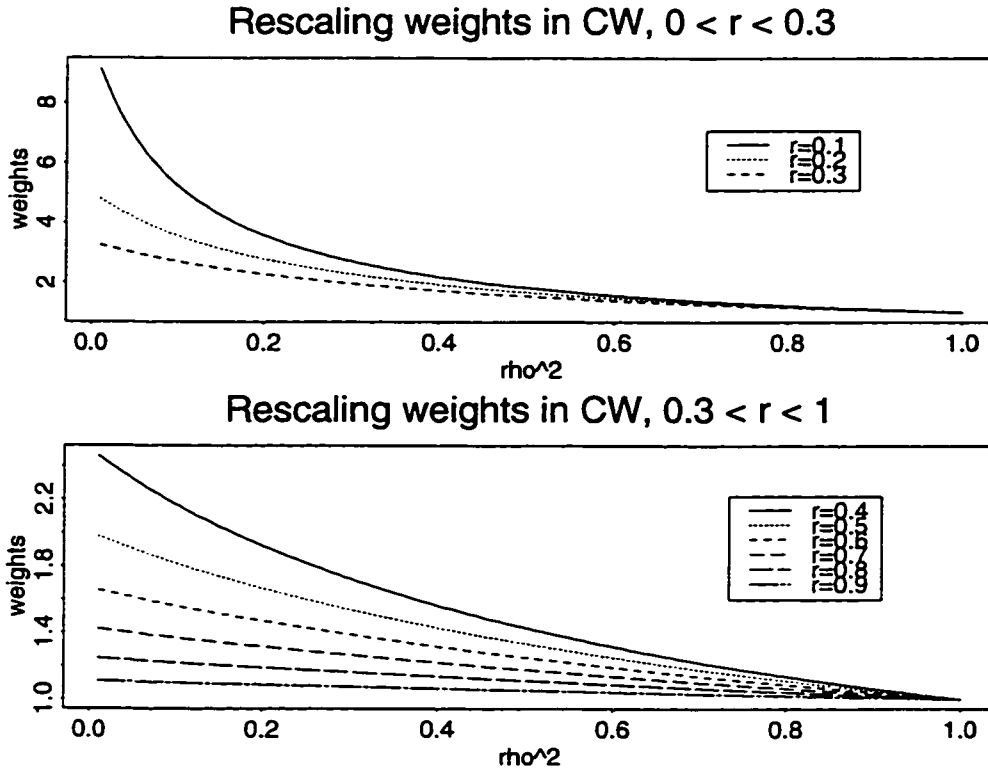 Rescaling weights in CW, 0 < r < 0.3
weights
8
6
4
2
r=0.1
r=0.2
r=0.3
0.0 0.2 0.4 0.6 0.8 1.0
rho^2
Rescaling weights in CW, 0.3 < r < 1
weights
2.2
1.8
1.4
1.0
r=0.4
r=0.5
r=0.6
r=0.7
r=0.8
r=0.9
0.0 0.2 0.4 0.6 0.8 1.0
rho^2